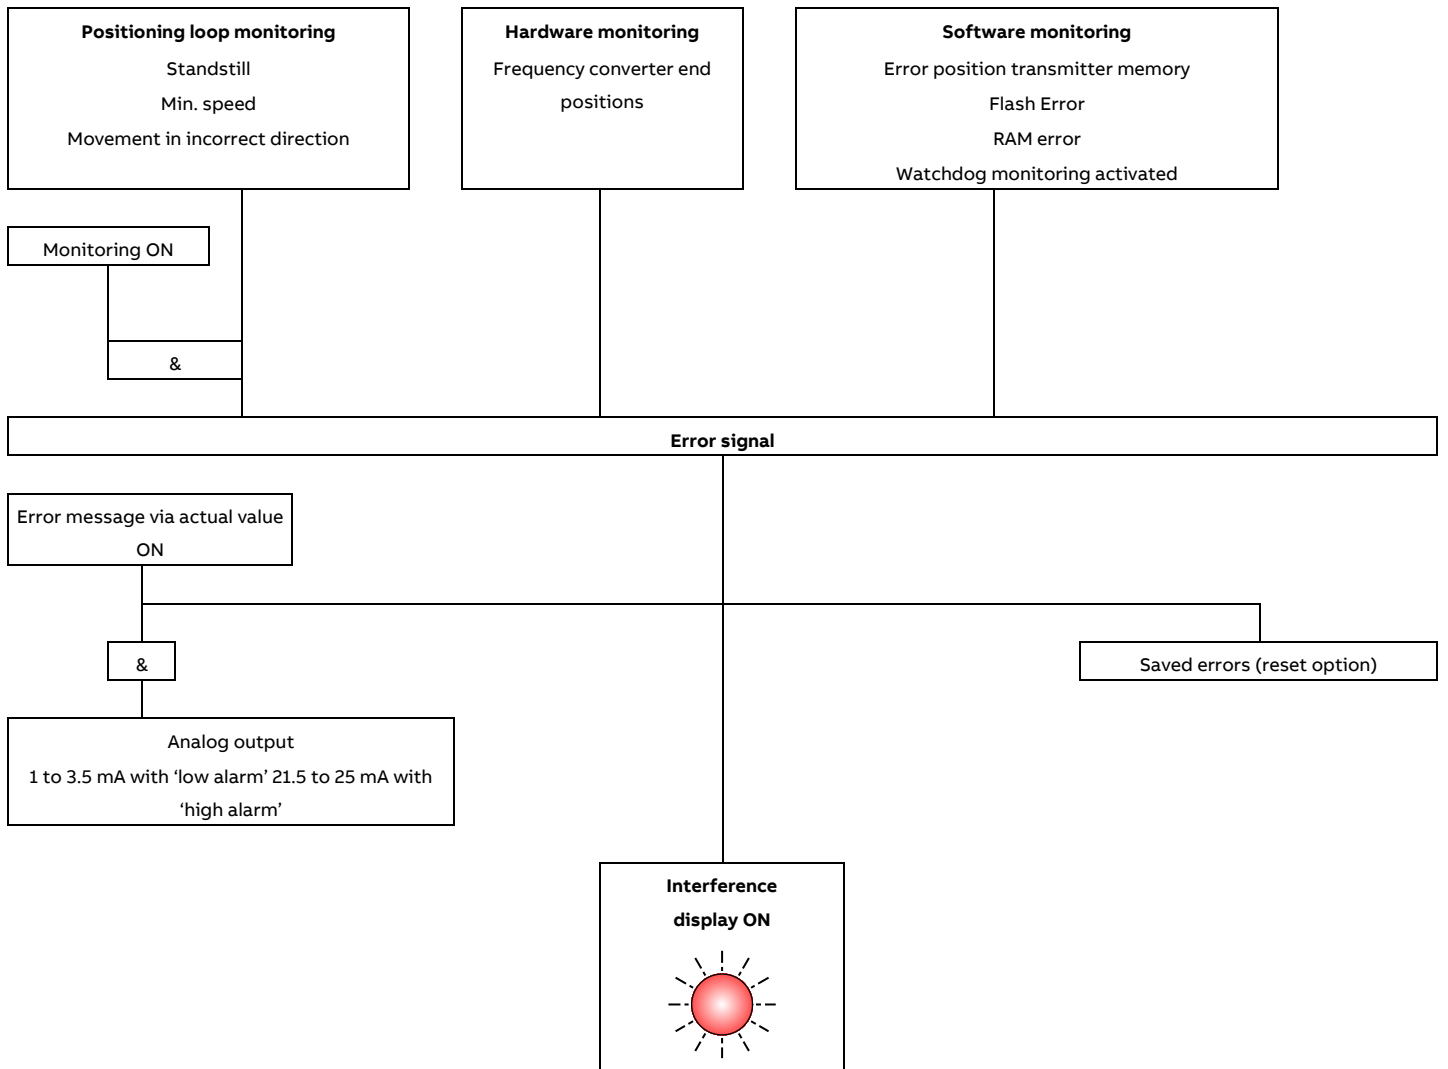 Positioning loop monitoring
Standstill
Min. speed
Movement in incorrect direction
Hardware monitoring
Frequency converter end
positions
Software monitoring
Error position transmitter memory
Flash Error
RAM error
Watchdog monitoring activated
Monitoring ON
&
Error signal
Error message via actual value
ON
&
Saved errors (reset option)
Analog output
1 to 3.5 mA with ‘low alarm’ 21.5 to 25 mA with
‘high alarm’
Interference
display ON